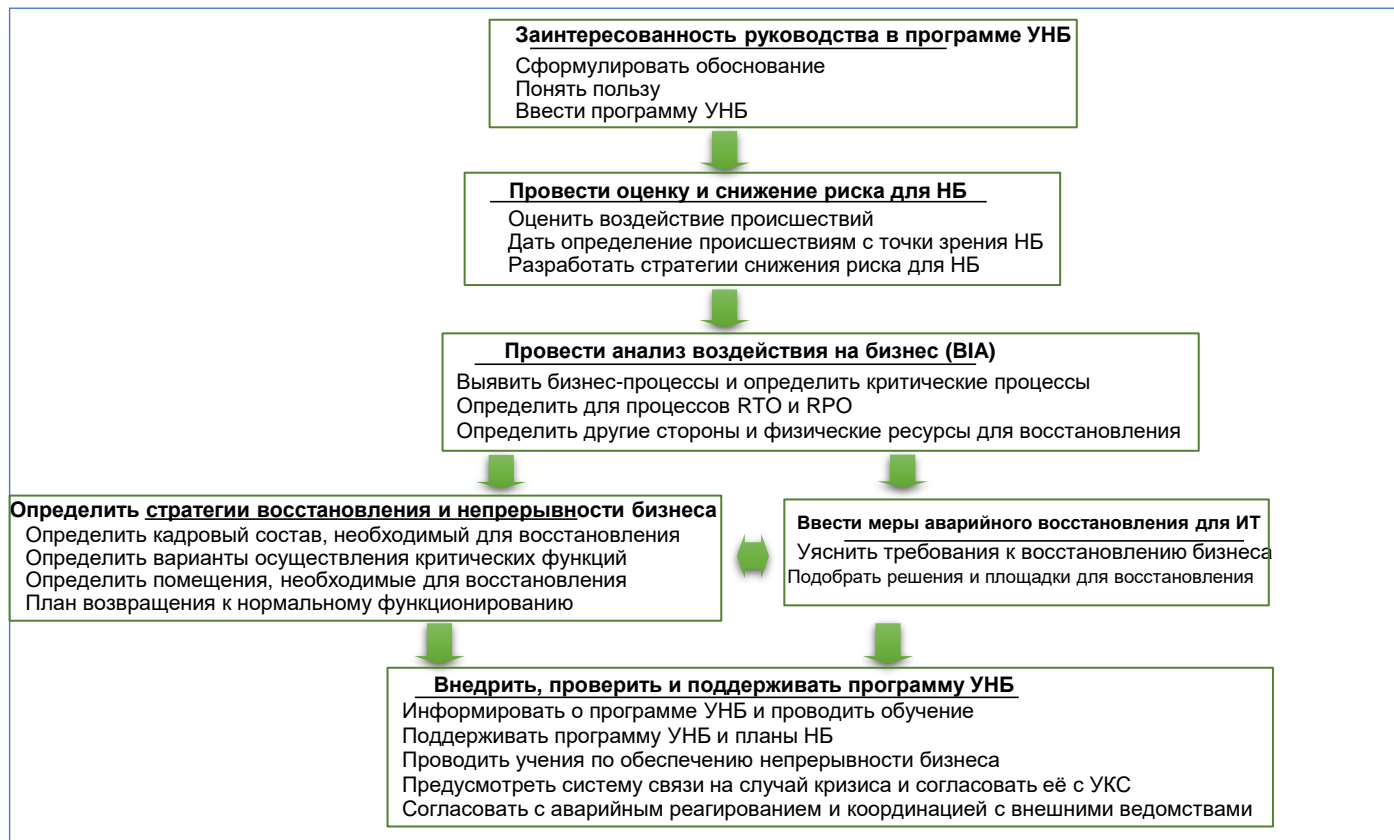 Заинтересованность руководства в программе УНБ
Сформулировать обоснование
Понять пользу
Ввести программу УНБ
Провести оценку и снижение риска для НБ
Оценить воздействие происшествий
Дать определение происшествиям с точки зрения НБ
Разработать стратегии снижения риска для НБ
Провести анализ воздействия на бизнес (BIA)
Выявить бизнес-процессы и определить критические процессы
Определить для процессов RTO и RPO
Определить другие стороны и физические ресурсы для восстановления
Определить стратегии восстановления и непрерывности бизнеса
Определить кадровый состав, необходимый для восстановления
Определить варианты осуществления критических функций
Определить помещения, необходимые для восстановления
План возвращения к нормальному функционированию
Ввести меры аварийного восстановления для ИТ
Уяснить требования к восстановлению бизнеса
Подобрать решения и площадки для восстановления
Внедрить, проверить и поддерживать программу УНБ
Информировать о программе УНБ и проводить обучение
Поддерживать программу УНБ и планы НБ
Проводить учения по обеспечению непрерывности бизнеса
Предусмотреть систему связи на случай кризиса и согласовать её с УКС
Согласовать с аварийным реагированием и координацией с внешними ведомствами